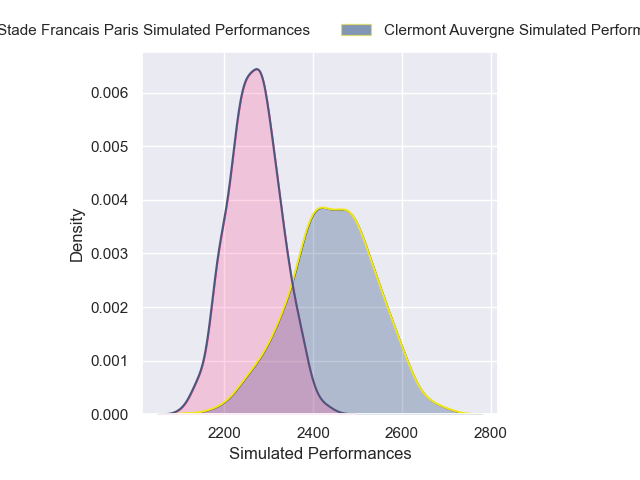 Stade Francais Paris Simulated Performances
Clermont Auvergne Simulated Perform
0.006
0.005
0.004
0.003
0.002
0.001
0.000
Density
2200 2400 2600 2800
Simulated Performances